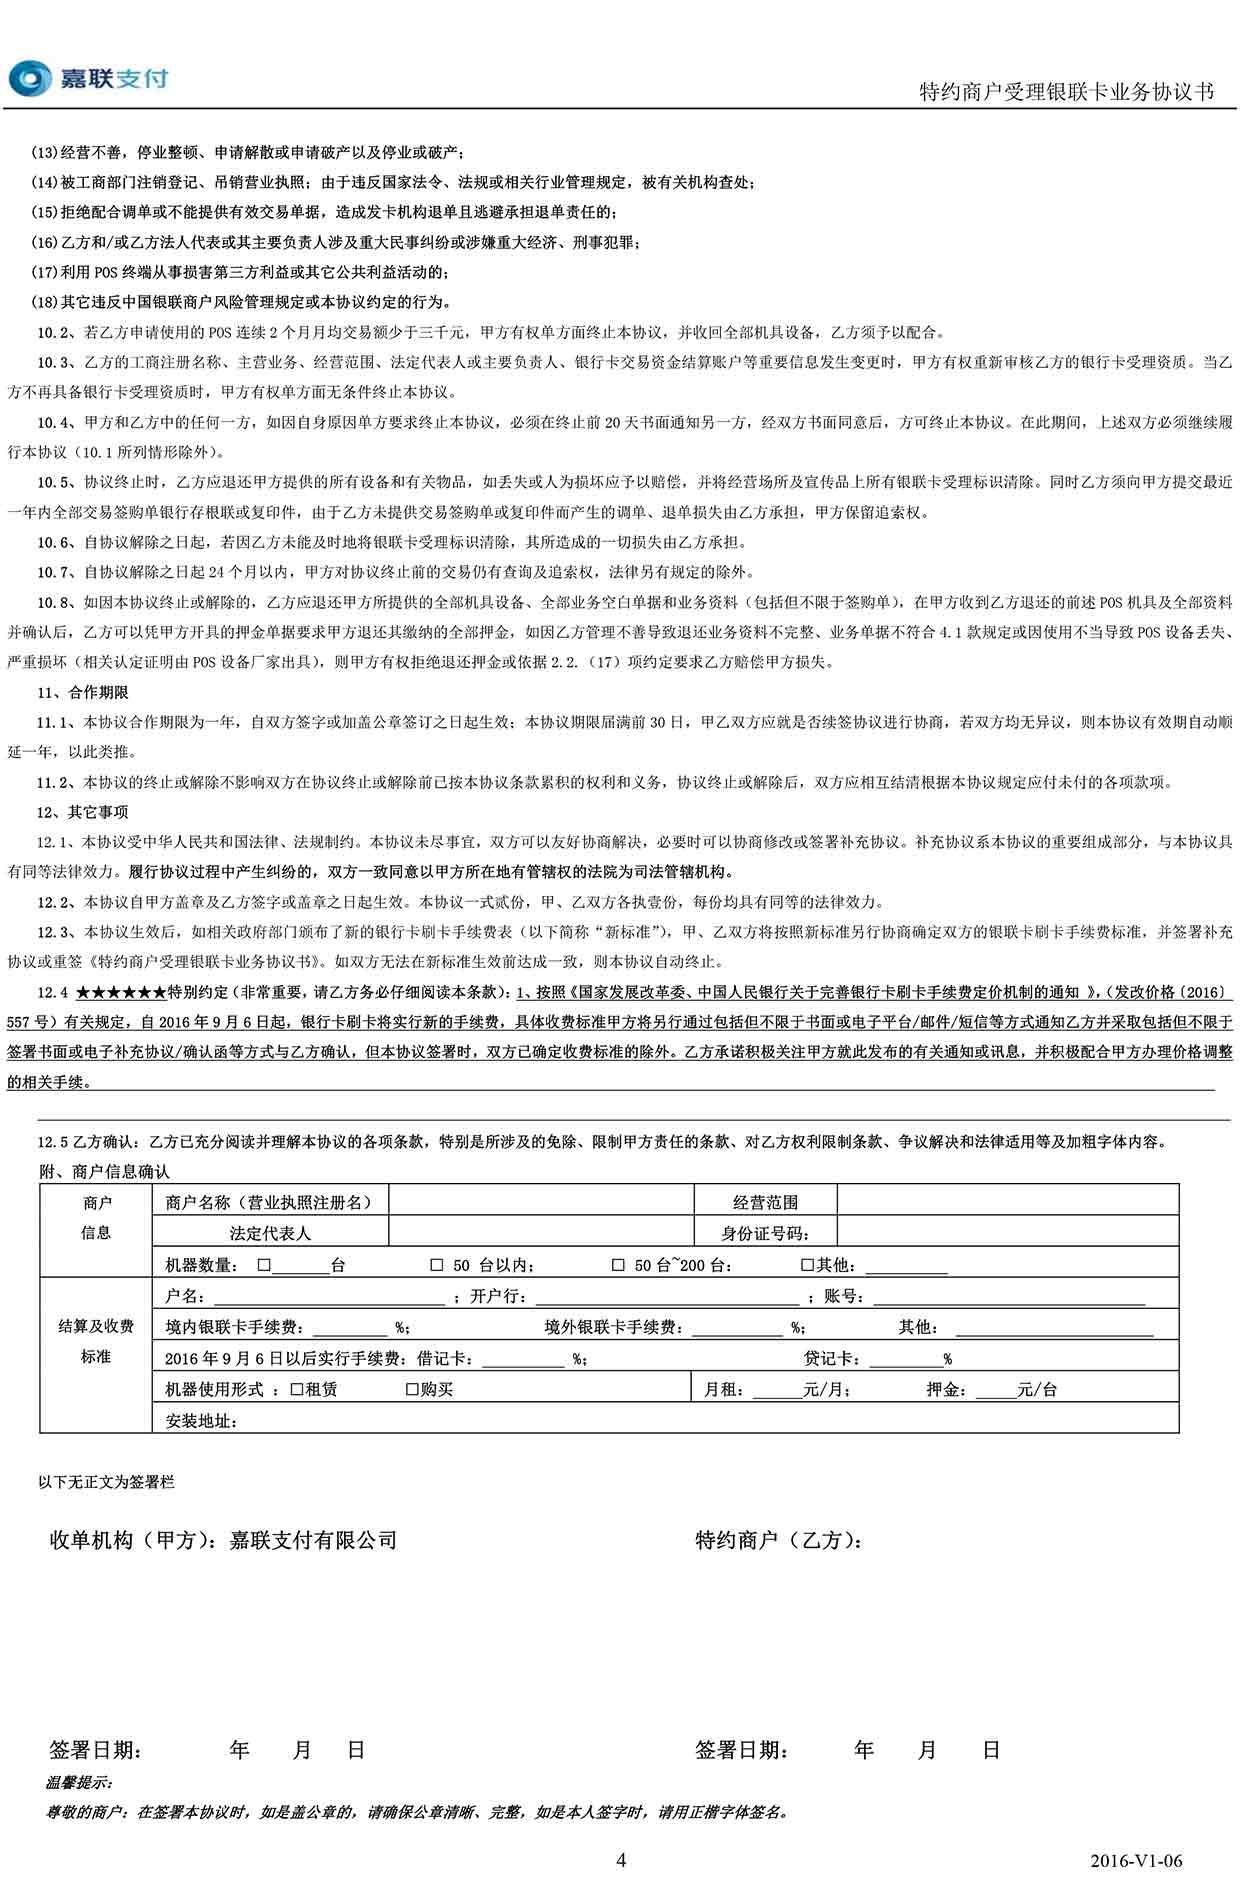 嘉联支付
特约商户受理银联卡业务协议书
(13)经营不善，停业整顿、申请解散或申请破产以及停业或破产；
(14)被工商部门注销登记、吊销营业执照；由于违反国家法令、法规或相关行业管理规定，被有关机构查处；
(15)拒绝配合调单或不能提供有效交易单据，造成发卡机构退单且逃避承担退单责任的；
(16)乙方和/或乙方法人代表或其主要负责人涉及重大民事纠纷或涉嫌重大经济、刑事犯罪；
(17)利用 POS 终端从事损害第三方利益或其它公共利益活动的；
(18)其它违反中国银联商户风险管理规定或本协议约定的行为。
10.2、若乙方申请使用的 POS 连续 2 个月月均交易额少于三千元，甲方有权单方面终止本协议，并收回全部机具设备，乙方须予以配合。
10.3、乙方的工商注册名称、主营业务、经营范围、法定代表人或主要负责人、银行卡交易资金结算账户等重要信息发生变更时，甲方有权重新审核乙方的银行卡受理资质。当乙
方不再具备银行卡受理资质时，甲方有权单方面无条件终止本协议。
10.4、甲方和乙方中的任何一方，如因自身原因单方要求终止本协议，必须在终止前 20 天书面通知另一方，经双方书面同意后，方可终止本协议。在此期间，上述双方必须继续履
行本协议（10.1 所列情形除外）。
10.5、协议终止时，乙方应退还甲方提供的所有设备和有关物品，如丢失或人为损坏应予以赔偿，并将经营场所及宣传品上所有银联卡受理标识清除。同时乙方须向甲方提交最近
一年内全部交易签购单银行存根联或复印件，由于乙方未提供交易签购单或复印件而产生的调单、退单损失由乙方承担，甲方保留追索权。
10.6、自协议解除之日起，若因乙方未能及时地将银联卡受理标识清除，其所造成的一切损失由乙方承担。
10.7、自协议解除之日起 24 个月以内，甲方对协议终止前的交易仍有查询及追索权，法律另有规定的除外。
10.8、如因本协议终止或解除的，乙方应退还甲方所提供的全部机具设备、全部业务空白单据和业务资料（包括但不限于签购单），在甲方收到乙方退还的前述 POS 机具及全部资料
并确认后，乙方可以凭甲方开具的押金单据要求甲方退还其缴纳的全部押金，如因乙方管理不善导致退还业务资料不完整、业务单据不符合 4.1 款规定或因使用不当导致 POS 设备丢失、
严重损坏（相关认定证明由 POS 设备厂家出具），则甲方有权拒绝退还押金或依据 2.2.（17）项约定要求乙方赔偿甲方损失。
11、合作期限
11.1、本协议合作期限为一年，自双方签字或加盖公章签订之日起生效；本协议期限届满前 30 日，甲乙双方应就是否续签协议进行协商，若双方均无异议，则本协议有效期自动顺
延一年，以此类推。
11.2、本协议的终止或解除不影响双方在协议终止或解除前已按本协议条款累积的权利和义务，协议终止或解除后，双方应相互结清根据本协议规定应付未付的各项款项。
12、其它事项
12.1、本协议受中华人民共和国法律、法规制约。本协议未尽事宜，双方可以友好协商解决，必要时可以协商修改或签署补充协议。补充协议系本协议的重要组成部分，与本协议具
有同等法律效力。履行协议过程中产生纠纷的，双方一致同意以甲方所在地有管辖权的法院为司法管辖机构。
12.2、本协议自甲方盖章及乙方签字或盖章之日起生效。本协议一式贰份，甲、乙双方各执壹份，每份均具有同等的法律效力。
12.3、本协议生效后，如相关政府部门颁布了新的银行卡刷卡手续费表（以下简称“新标准”），甲、乙双方将按照新标准另行协商确定双方的银联卡刷卡手续费标准，并签署补充
协议或重签《特约商户受理银联卡业务协议书》。如双方无法在新标准生效前达成一致，则本协议自动终止。
12.4 ★★★★★★特别约定（非常重要，请乙方务必仔细阅读本条款）：1、按照《国家发展改革委、中国人民银行关于完善银行卡刷卡手续费定价机制的通知 》，（发改价格〔2016〕
557 号）有关规定，自 2016 年 9 月 6 日起，银行卡刷卡将实行新的手续费，具体收费标准甲方将另行通过包括但不限于书面或电子平台/邮件/短信等方式通知乙方并采取包括但不限于
签署书面或电子补充协议/确认函等方式与乙方确认，但本协议签署时，双方已确定收费标准的除外。乙方承诺积极关注甲方就此发布的有关通知或讯息，并积极配合甲方办理价格调整
的相关手续。
12.5 乙方确认：乙方已充分阅读并理解本协议的各项条款，特别是所涉及的免除、限制甲方责任的条款、对乙方权利限制条款、争议解决和法律适用等及加粗字体内容。
附、商户信息确认
商户 信息
商户名称（营业执照注册名） 经营范围
法定代表人 身份证号码：
机器数量： □_______台 □ 50 台以内； □ 50 台~200 台： □其他：__________
结算及收费 标准
户名：____________________________ ；开户行：________________________________ ；账号：_________________________________
境内银联卡手续费：_________ %； 境外银联卡手续费：___________ %； 其他： ________________________
2016 年 9 月 6 日以后实行手续费：借记卡：__________ %； 贷记卡：_________%
机器使用形式 ：□租赁 □购买 月租：______元/月； 押金：_____元/台
安装地址：
以下无正文为签署栏
收单机构（甲方）：嘉联支付有限公司 特约商户（乙方）：
签署日期： 年 月 日 签署日期： 年 月 日
温馨提示：
尊敬的商户：在签署本协议时，如是盖公章的，请确保公章清晰、完整，如是本人签字时，请用正楷字体签名。
4
2016-V1-06